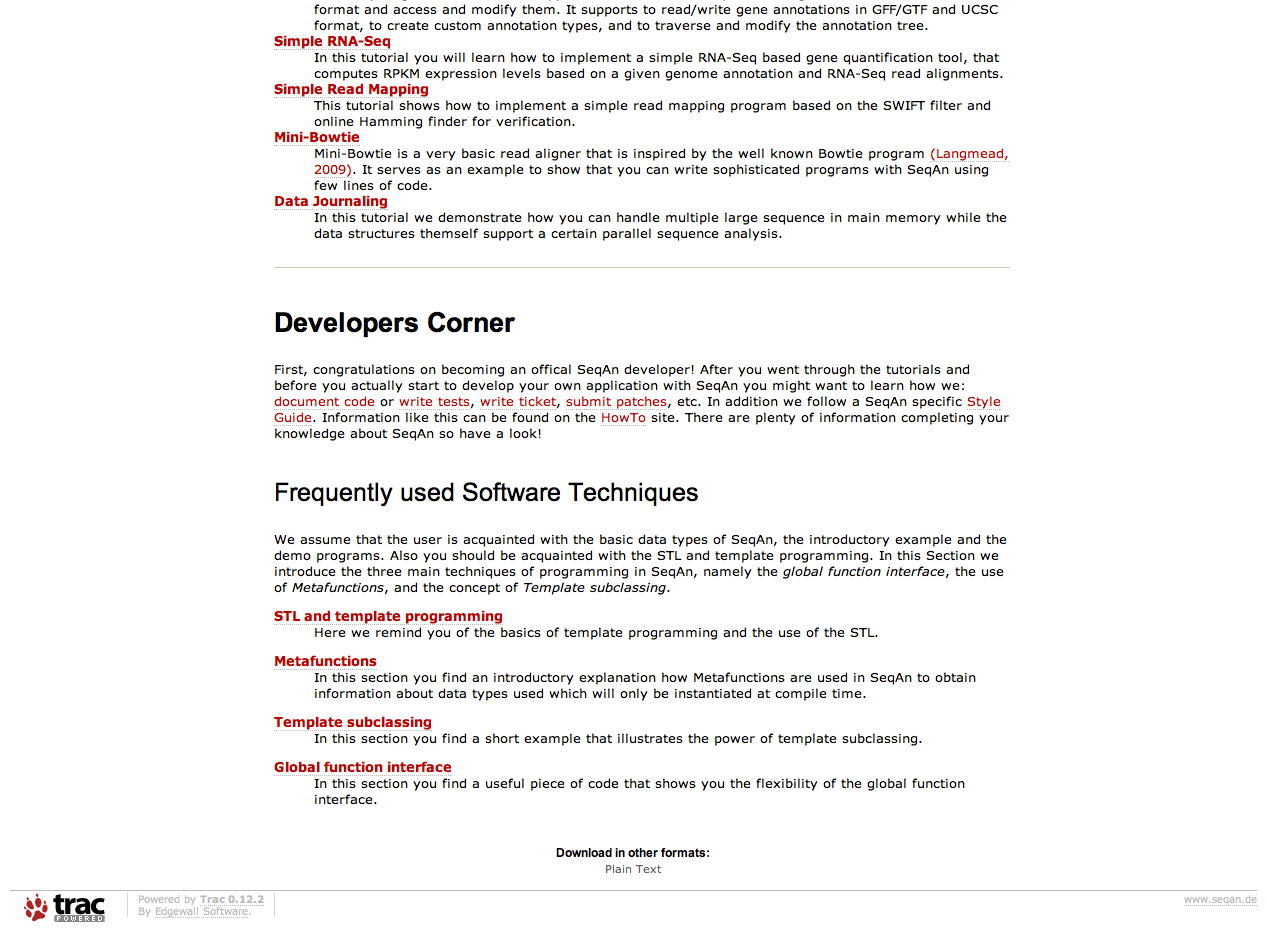 format and access and modify them. It supports to read/write gene annotations in GFF/GTF and UCSC
format, to create custom annotation types, and to traverse and modify the annotation tree.
Simple RNA-Seq
In this tutorial you will learn how to implement a simple RNA-Seq based gene quantification tool, that
computes RPKM expression levels based on a given genome annotation and RNA-Seq read alignments.
Simple Read Mapping
This tutorial shows how to implement a simple read mapping program based on the SWIFT filter and
online Hamming finder for verification.
Mini-Bowtie
Mini-Bowtie is a very basic read aligner that is inspired by the well known Bowtie program (Langmead,
2009). It serves as an example to show that you can write sophisticated programs with SeqAn using
few lines of code.
Data Journaling
In this tutorial we demonstrate how you can handle multiple large sequence in main memory while the
data structures themself support a certain parallel sequence analysis.
Developers Corner
First, congratulations on becoming an offical SeqAn developer! After you went through the tutorials and
before you actually start to develop your own application with SeqAn you might want to learn how we:
document code or write tests, write ticket, submit patches, etc. In addition we follow a SeqAn specific Style
Guide. Information like this can be found on the HowTo site. There are plenty of information completing your
knowledge about SeqAn so have a look!
Frequently used Software Techniques
We assume that the user is acquainted with the basic data types of SeqAn, the introductory example and the
demo programs. Also you should be acquainted with the STL and template programming. In this Section we
introduce the three main techniques of programming in SeqAn, namely the global function interface, the use
of Metafunctions, and the concept of Template subclassing.
STL and template programming
Here we remind you of the basics of template programming and the use of the STL.
Metafunctions
In this section you find an introductory explanation how Metafunctions are used in SeqAn to obtain
information about data types used which will only be instantiated at compile time.
Template subclassing
In this section you find a short example that illustrates the power of template subclassing.
Global function interface
In this section you find a useful piece of code that shows you the flexibility of the global function
interface.
Download in other formats:
Plain Text
trac
POWERED
Powered by Trac 0.12.2
By Edgewall Software.
www.seqan.de